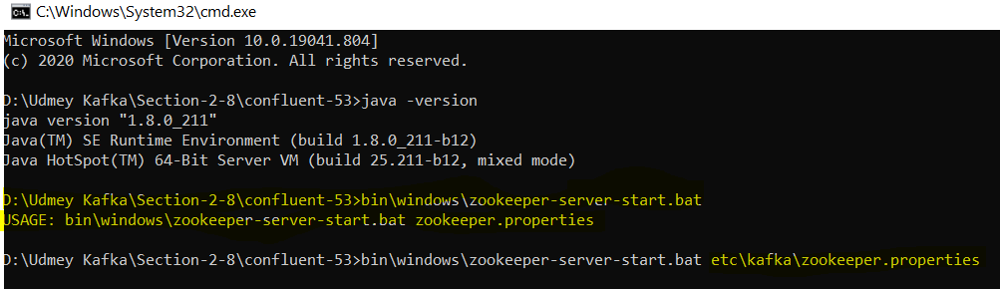 C:\Windows\System32\cmd.exe
Microsoft Windows [Version 10.0.19041.804]
(c) 2020 Microsoft Corporation. All rights reserved.
D:\Udmey Kafka\Section-2-8\confluent-53>java -version
java version "1.8.0_211"
Java(TM) SE Runtime Environment (build 1.8.0_211-b12)
Java HotSpot(TM) 64-Bit Server VM (build 25.211-b12, mixed mode)
D:\Udmey Kafka\Section-2-8\confluent-53>bin\windows\zookeeper-server-start.bat
USAGE: bin\windows\zookeeper-server-start.bat zookeeper.properties
D:\Udmey Kafka\Section-2-8\confluent-53>bin\windows\zookeeper-server-start.bat etc\kafka\zookeeper.properties